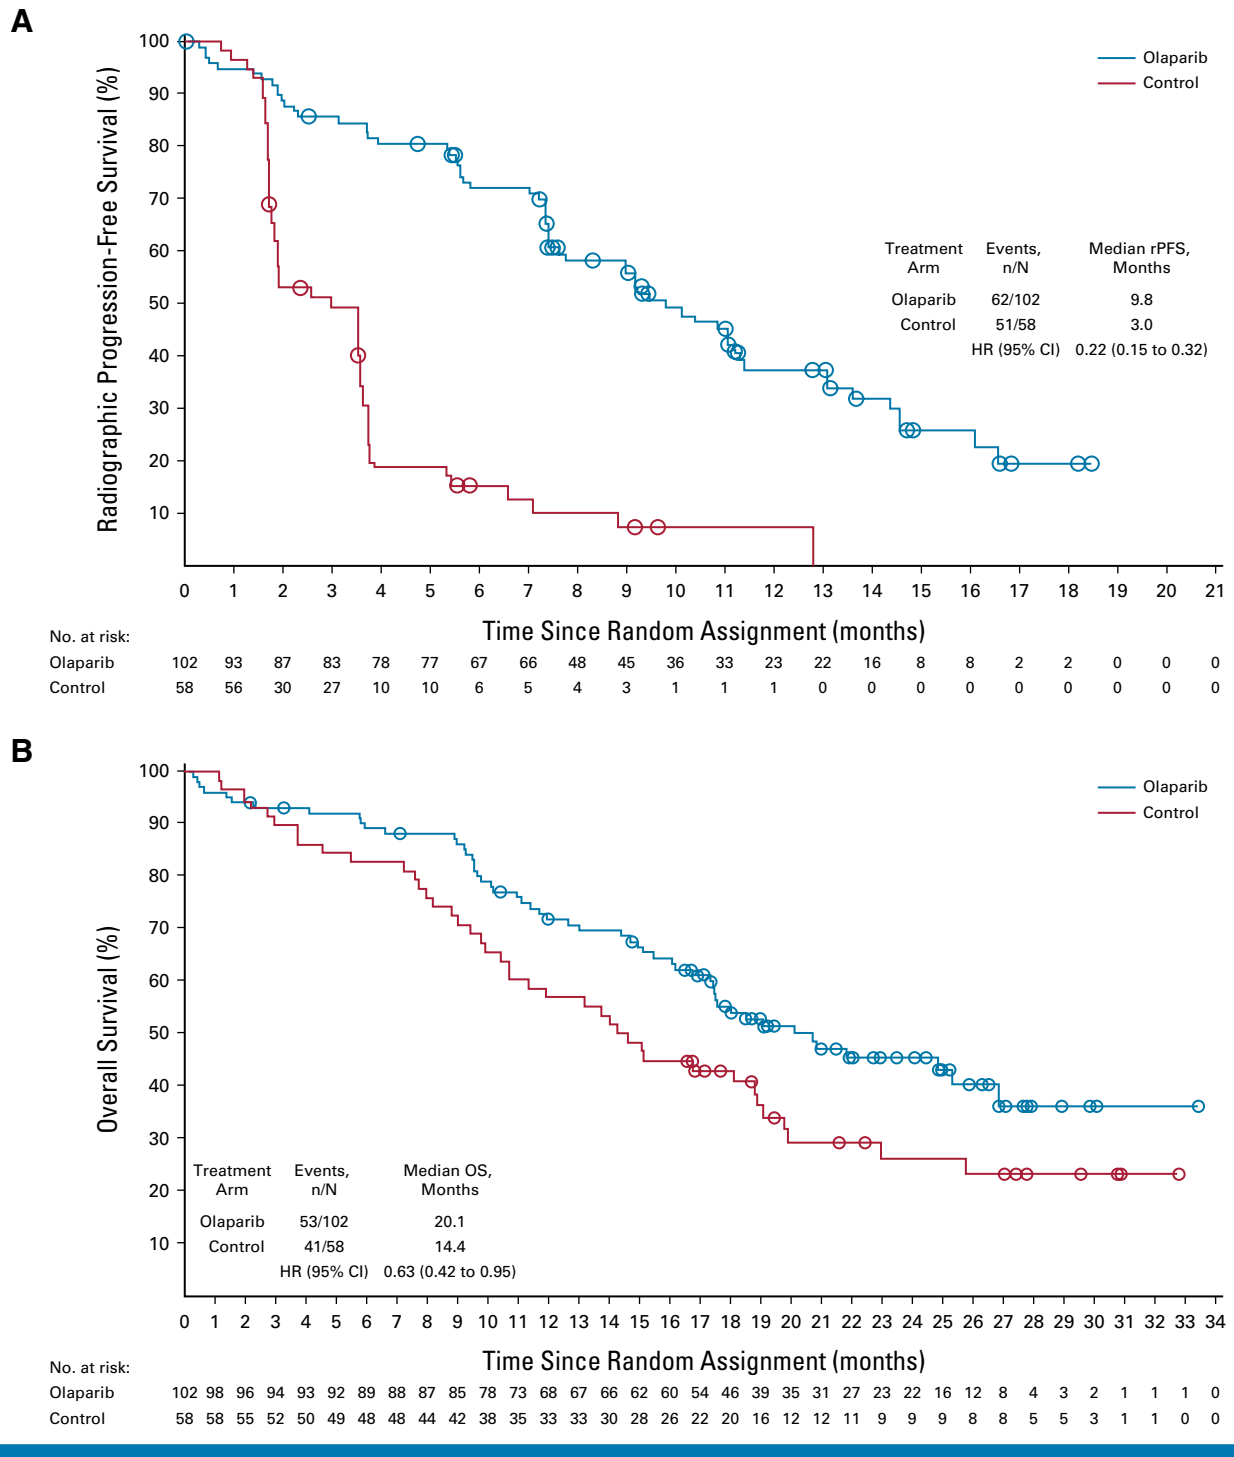 A
Radiographic Progression-Free Survival (%)
100
90
80
70
60
50
40
30
20
10
Olaparib
Control
Treatment Arm Events, n/N Median rPFS, Months
Olaparib 62/102 9.8
Control 51/58 3.0
HR (95% CI) 0.22 (0.15 to 0.32)
0 1 2 3 4 5 6 7 8 9 10 11 12 13 14 15 16 17 18 19 20 21
Time Since Random Assignment (months)
No. at risk:
Olaparib 102 93 87 83 78 77 67 66 48 45 36 33 23 22 16 8 8 2 2 0 0 0
Control 58 56 30 27 10 10 6 5 4 3 1 1 1 0 0 0 0 0 0 0 0 0
B
Overall Survival (%)
100
90
80
70
60
50
40
30
20
10
Olaparib
Control
Treatment Arm Events, n/N Median OS, Months
Olaparib 53/102 20.1
Control 41/58 14.4
HR (95% CI) 0.63 (0.42 to 0.95)
0 1 2 3 4 5 6 7 8 9 10 11 12 13 14 15 16 17 18 19 20 21 22 23 24 25 26 27 28 29 30 31 32 33 34
Time Since Random Assignment (months)
No. at risk:
Olaparib 102 98 96 94 93 92 89 88 87 85 78 73 68 67 66 62 60 54 46 39 35 31 27 23 22 16 12 8 4 3 2 1 1 1 0
Control 58 58 55 52 50 49 48 48 44 42 38 35 33 33 30 28 26 22 20 16 12 12 11 9 9 9 8 8 5 5 3 1 1 0 0